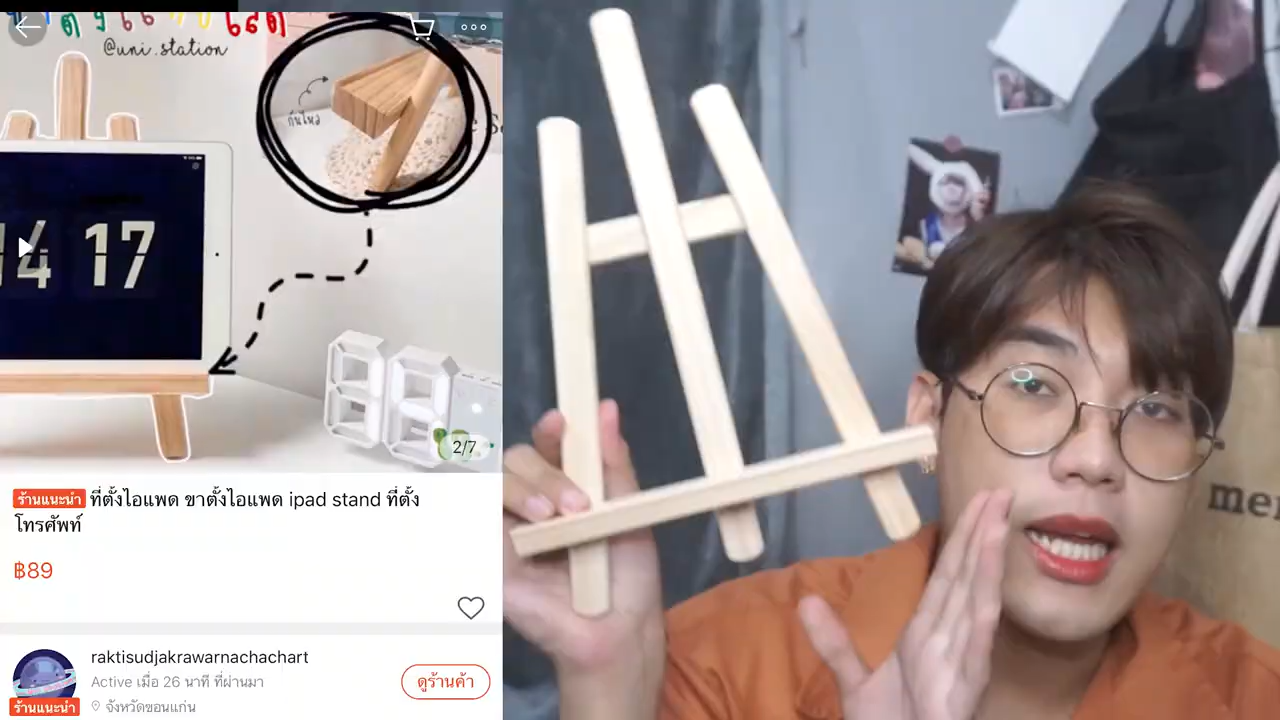 @uni.station
กันไหล
14 17
2/7
ร้านแนะนำ ที่ตั้งไอแพด ขาตั้งไอแพด ipad stand ที่ตั้ง
โทรศัพท์
฿89
raktisudjakrawarnachachart
Active เมื่อ 26 นาที ที่ผ่านมา
ดูร้านค้า
ร้านแนะนำ
จังหวัดขอนแก่น